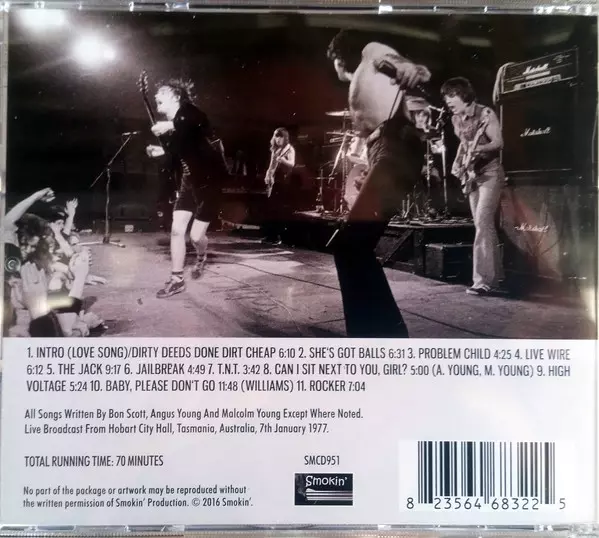 Marshall
Marshall
Marshall
1. INTRO (LOVE SONG)/DIRTY DEEDS DONE DIRT CHEAP 6:10 2. SHE'S GOT BALLS 6:31 3. PROBLEM CHILD 4:25 4. LIVE WIRE
6:12 5. THE JACK 9:17 6. JAILBREAK 4:49 7. T.N.T. 3:42 8. CAN I SIT NEXT TO YOU, GIRL? 5:00 (A. YOUNG, M. YOUNG) 9. HIGH
VOLTAGE 5:24 10. BABY, PLEASE DON'T GO 11:48 (WILLIAMS) 11. ROCKER 7:04
All Songs Written By Bon Scott, Angus Young And Malcolm Young Except Where Noted.
Live Broadcast From Hobart City Hall, Tasmania, Australia, 7th January 1977.
TOTAL RUNNING TIME: 70 MINUTES
SMCD951
Smokin'
No part of the package or artwork may be reproduced without
the written permission of Smokin' Production. © 2016 Smokin'.
8 23564 68322 5